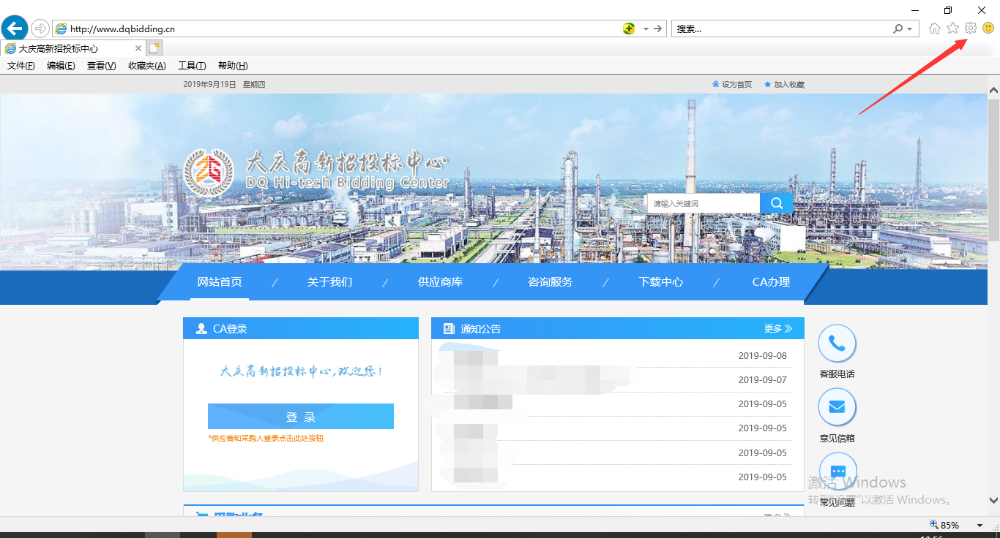 http://www.dqbidding.cn
搜索...
大庆高新招投标中心
文件(F) 编辑(E) 查看(V) 收藏夹(A) 工具(T) 帮助(H)
2019年9月19日 星期四
设为首页 加入收藏
大庆高新招投标中心
DQ Hi-tech Bidding Center
请输入关键词
网站首页 / 关于我们 / 供应商库 / 咨询服务 / 下载中心 / CA办理
CA登录
大庆高新招投标中心,欢迎您!
登 录
*供应商和采购人登录点击此处按钮
通知公告 更多
2019-09-08
2019-09-07
2019-09-05
2019-09-05
2019-09-05
2019-09-05
客服电话
意见信箱
常见问题
激活 Windows
转到"设置"以激活 Windows。
采购业务
85%